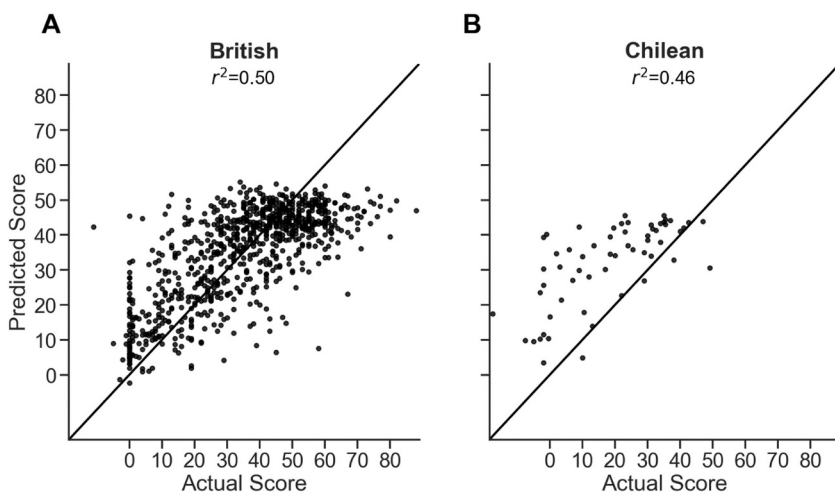 A
British
r²=0.50
Predicted Score
80
70
60
50
40
30
20
10
0
0 10 20 30 40 50 60 70 80
Actual Score
B
Chilean
r²=0.46
0 10 20 30 40 50 60 70 80
Actual Score